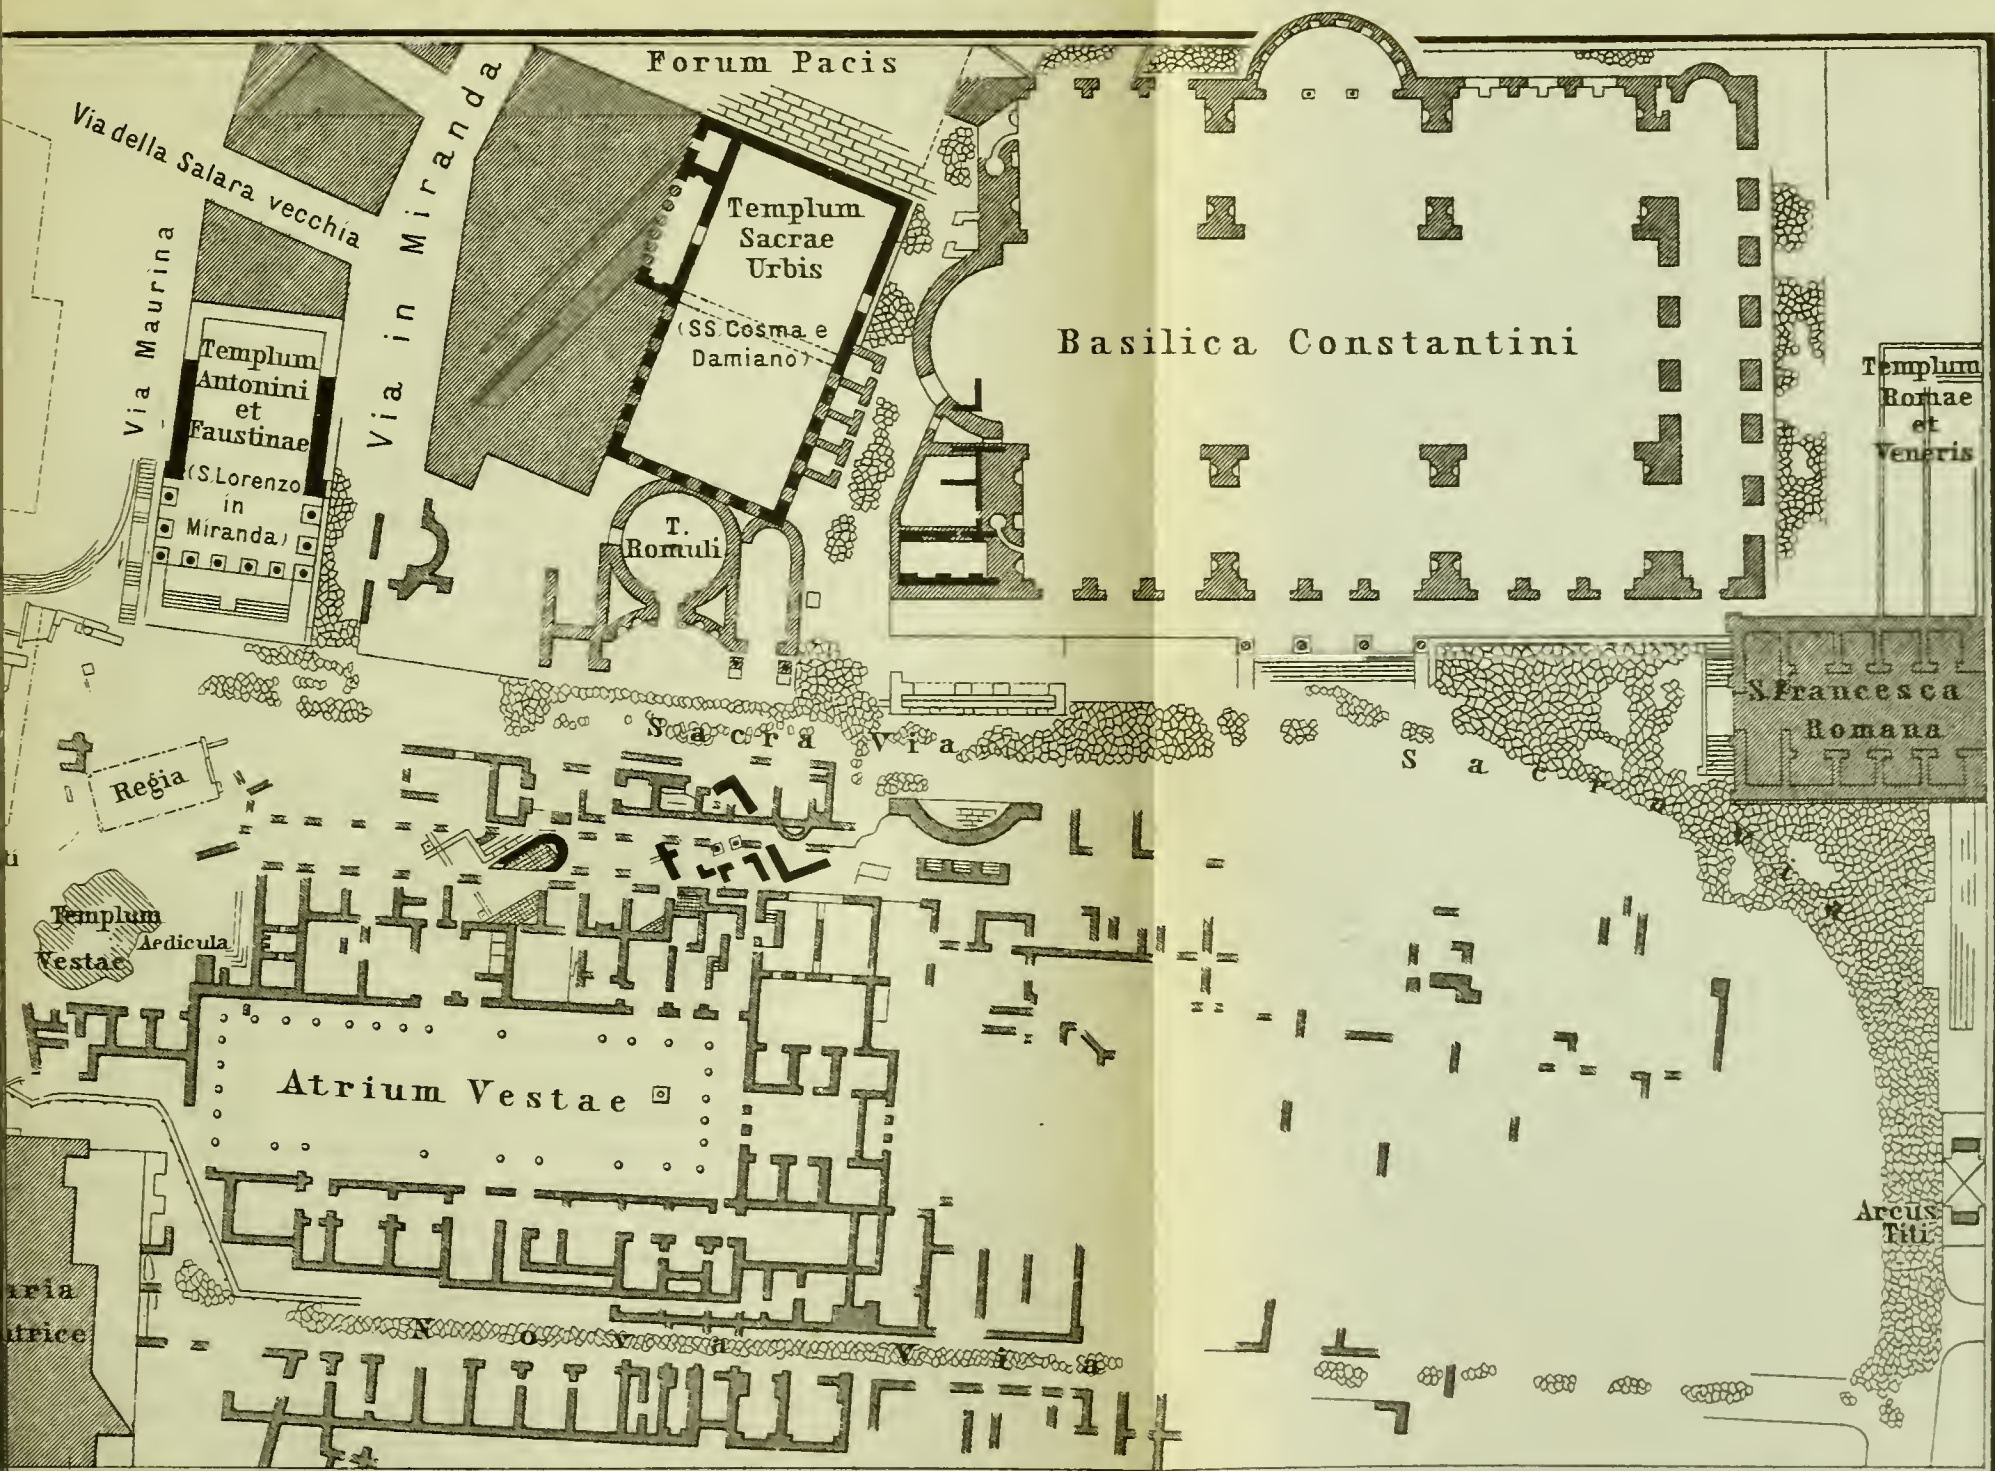 Forum Pacis
Via della Salara vecchia
Via in Miranda
Via Maurina
Templum
Sacrae
Urbis
(SS. Cosma e
Damiano)
Basilica Constantini
Templum
Romae
et
Veneris
Templum
Antonini
et
Faustinae
(S. Lorenzo
in
Miranda)
T.
Romuli
S. Francesca
Romana
Sacra Via
Sacra Via
Regia
Templum
Vestae
Aedicula
Atrium Vestae
Arcus
Titi
Nova Via